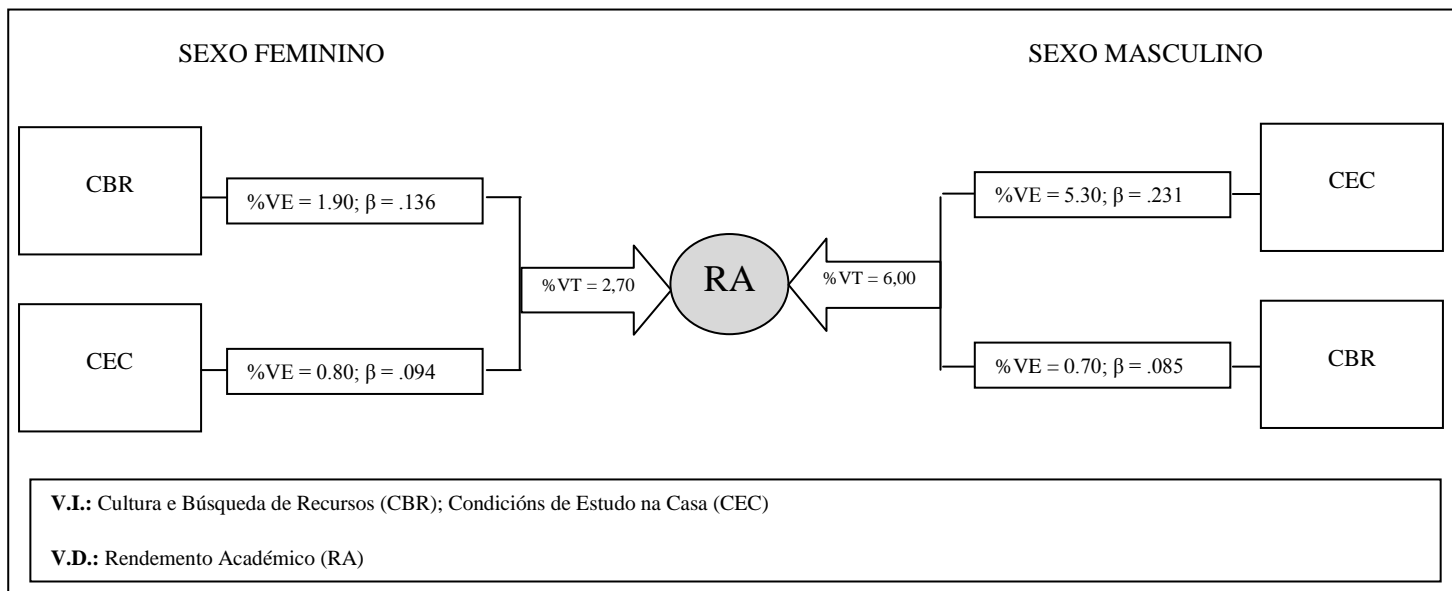 SEXO FEMININO
SEXO MASCULINO
CBR
%VE = 1.90; β = .136
CEC
%VE = 0.80; β = .094
%VT = 2,70
RA
%VT = 6,00
%VE = 5.30; β = .231
CEC
%VE = 0.70; β = .085
CBR
V.I.: Cultura e Búsqueda de Recursos (CBR); Condicións de Estudo na Casa (CEC)
V.D.: Rendemento Académico (RA)